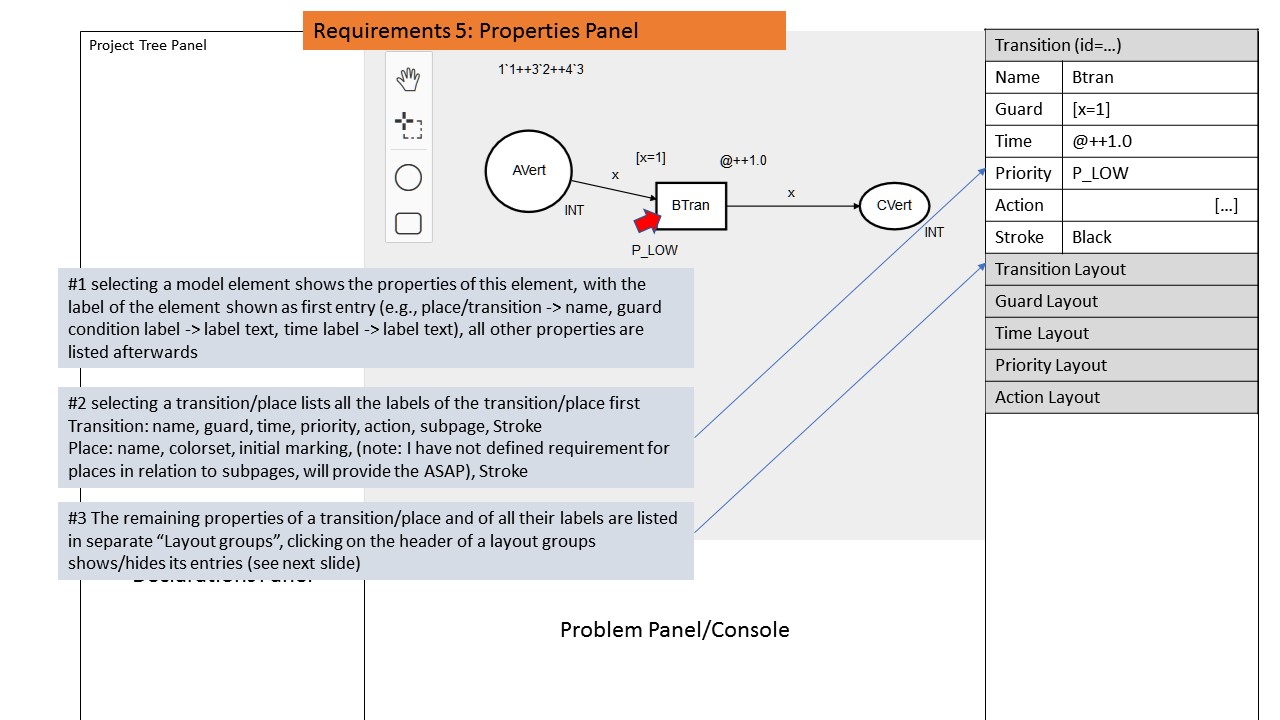 Requirements 5: Properties Panel
Project Tree Panel
1`1++3`2++4`3
AVert
INT
x
[x=1]
@++1.0
BTran
P_LOW
x
CVert
INT
Transition (id=…)
Name Btran
Guard [x=1]
Time @++1.0
Priority P_LOW
Action [...]
Stroke Black
Transition Layout
Guard Layout
Time Layout
Priority Layout
Action Layout
#1 selecting a model element shows the properties of this element, with the
label of the element shown as first entry (e.g., place/transition -> name, guard
condition label -> label text, time label -> label text), all other properties are
listed afterwards
#2 selecting a transition/place lists all the labels of the transition/place first
Transition: name, guard, time, priority, action, subpage, Stroke
Place: name, colorset, initial marking, (note: I have not defined requirement for
places in relation to subpages, will provide the ASAP), Stroke
#3 The remaining properties of a transition/place and of all their labels are listed
in separate “Layout groups”, clicking on the header of a layout groups
shows/hides its entries (see next slide)
Problem Panel/Console